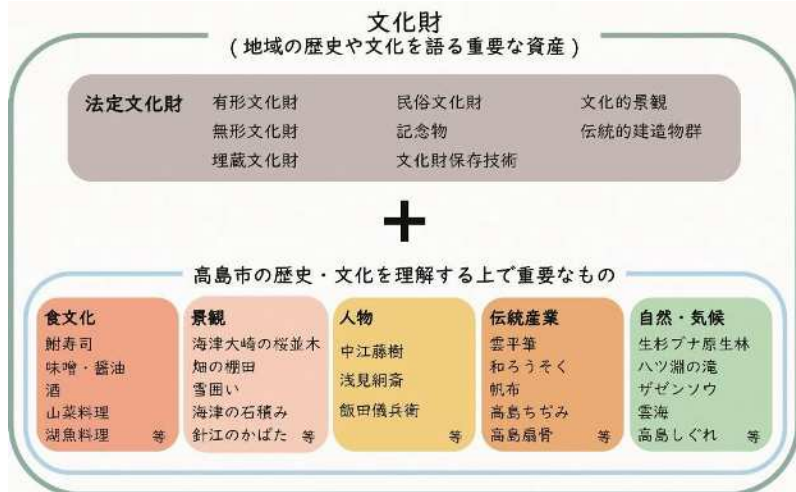 文化財
(地域の歴史や文化を語る重要な資産)
法定文化財
有形文化財 民俗文化財 文化的景観
無形文化財 記念物 伝統的建造物群
埋蔵文化財 文化財保存技術
+
高島市の歴史・文化を理解する上で重要なもの
食文化
鮒寿司
味噌・醤油
酒
山菜料理
湖魚料理 等
景観
海津大崎の桜並木
畑の棚田
雪囲い
海津の石積み
針江のかばた 等
人物
中江藤樹
浅見絅斎
飯田儀兵衛
等
伝統産業
雲平筆
和ろうそく
帆布
高島ちぢみ
高島扇骨 等
自然・気候
生杉ブナ原生林
八ツ淵の滝
ザゼンソウ
雲海
高島しぐれ 等